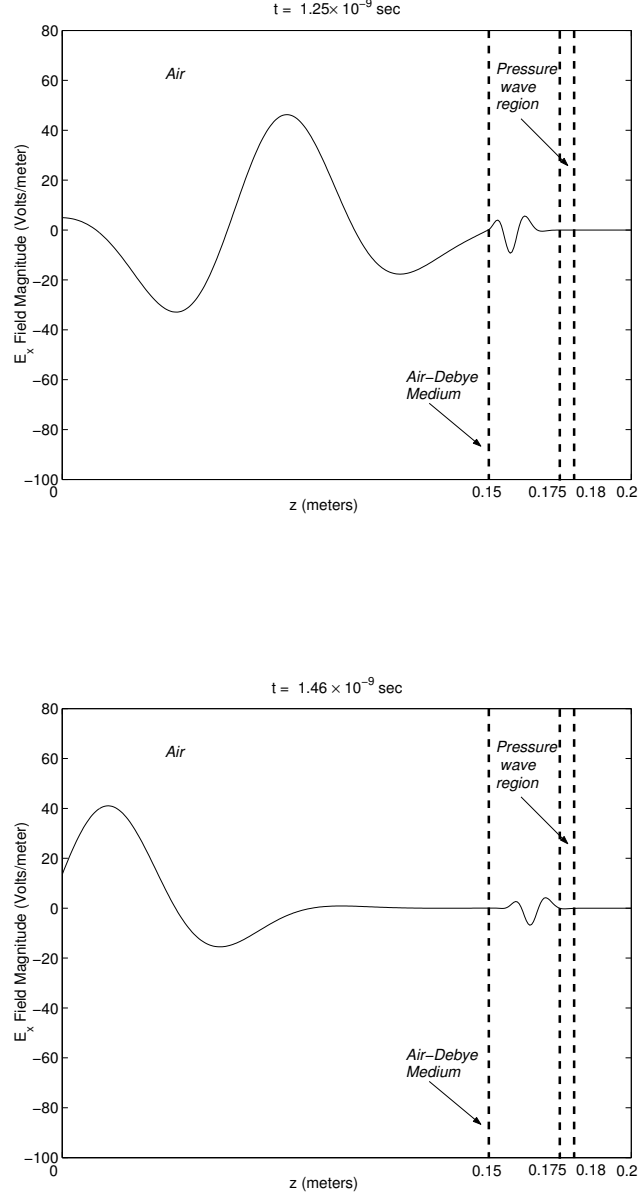 t = 1.25× 10−9 sec
80
60
40
20
0
−20
−40
−60
−80
−100
Ex Field Magnitude (Volts/meter)
Air
Pressure
wave
region
Air−Debye
Medium
0
0.15
0.175
0.18
0.2
z (meters)
t = 1.46 × 10−9 sec
80
60
40
20
0
−20
−40
−60
−80
−100
Ex Field Magnitude (Volts/meter)
Air
Pressure
wave
region
Air−Debye
Medium
0
0.15
0.175
0.18
0.2
z (meters)